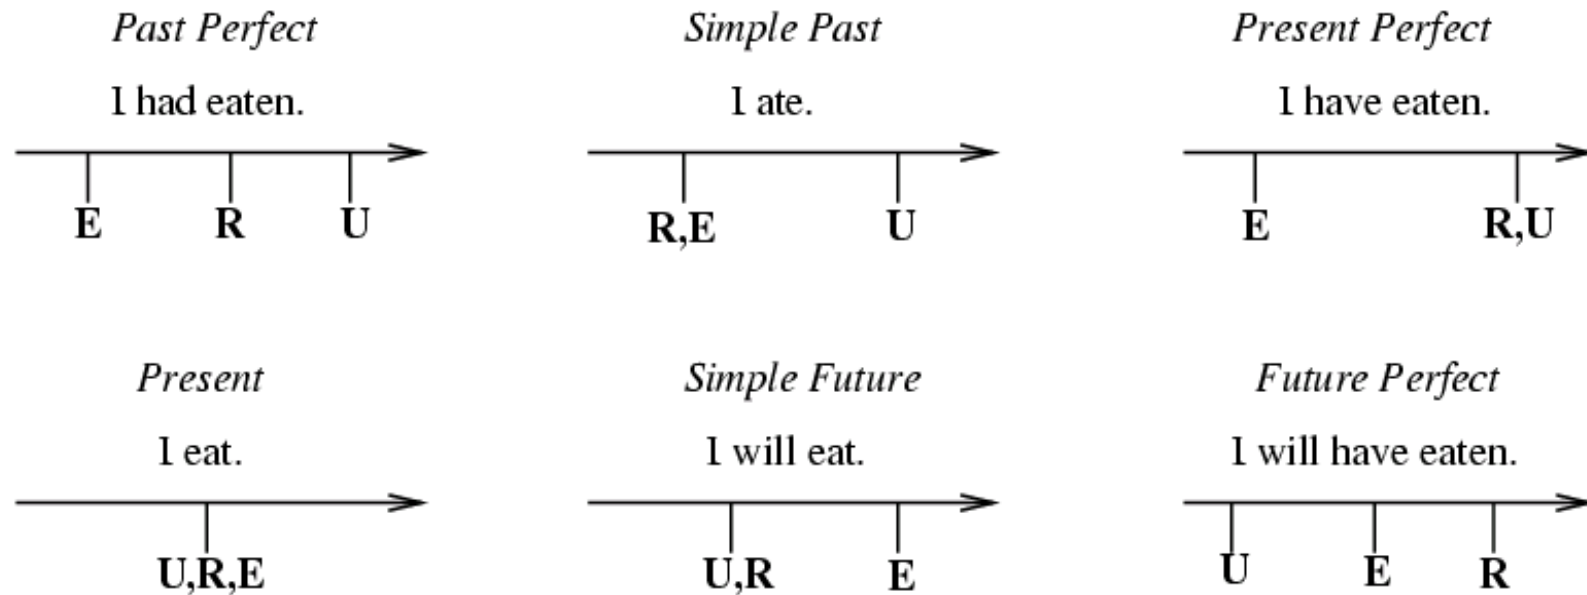 Past Perfect
I had eaten.
E R U
Simple Past
I ate.
R,E U
Present Perfect
I have eaten.
E R,U
Present
I eat.
U,R,E
Simple Future
I will eat.
U,R E
Future Perfect
I will have eaten.
U E R